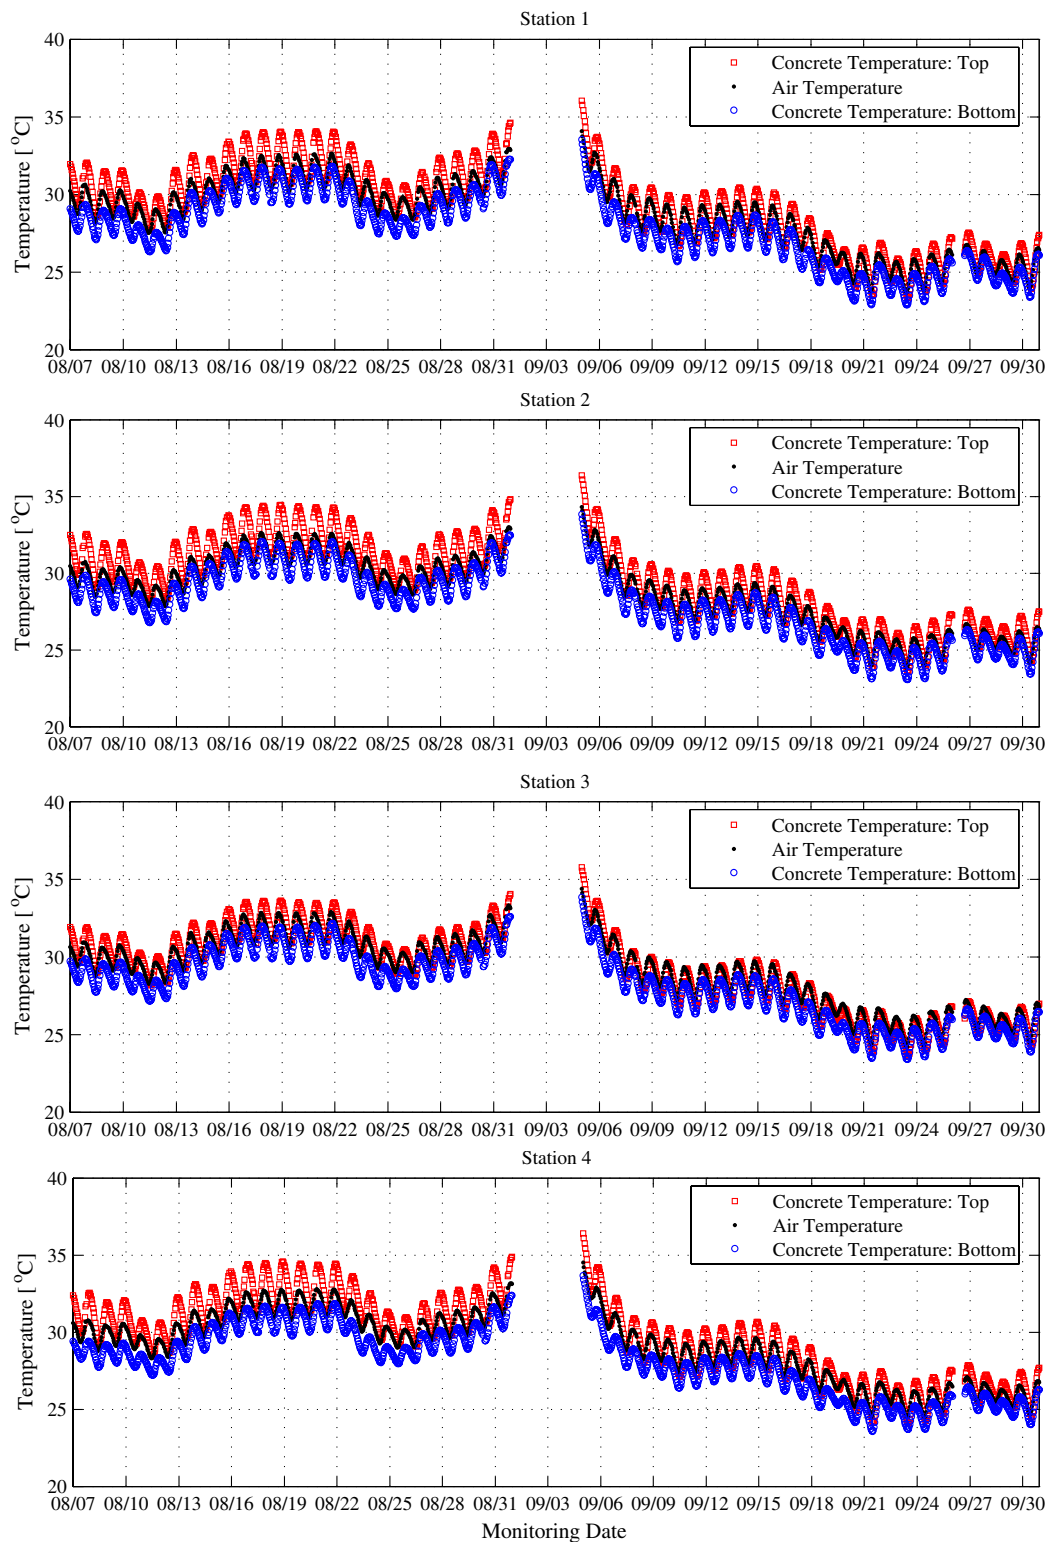 Station 1
40
35
30
25
20
Temperature [ °C]
Concrete Temperature: Top
Air Temperature
Concrete Temperature: Bottom
08/07 08/10 08/13 08/16 08/19 08/22 08/25 08/28 08/31 09/03 09/06 09/09 09/12 09/15 09/18 09/21 09/24 09/27 09/30
Station 2
40
35
30
25
20
Temperature [ °C]
Concrete Temperature: Top
Air Temperature
Concrete Temperature: Bottom
08/07 08/10 08/13 08/16 08/19 08/22 08/25 08/28 08/31 09/03 09/06 09/09 09/12 09/15 09/18 09/21 09/24 09/27 09/30
Station 3
40
35
30
25
20
Temperature [ °C]
Concrete Temperature: Top
Air Temperature
Concrete Temperature: Bottom
08/07 08/10 08/13 08/16 08/19 08/22 08/25 08/28 08/31 09/03 09/06 09/09 09/12 09/15 09/18 09/21 09/24 09/27 09/30
Station 4
40
35
30
25
20
Temperature [ °C]
Concrete Temperature: Top
Air Temperature
Concrete Temperature: Bottom
08/07 08/10 08/13 08/16 08/19 08/22 08/25 08/28 08/31 09/03 09/06 09/09 09/12 09/15 09/18 09/21 09/24 09/27 09/30
Monitoring Date